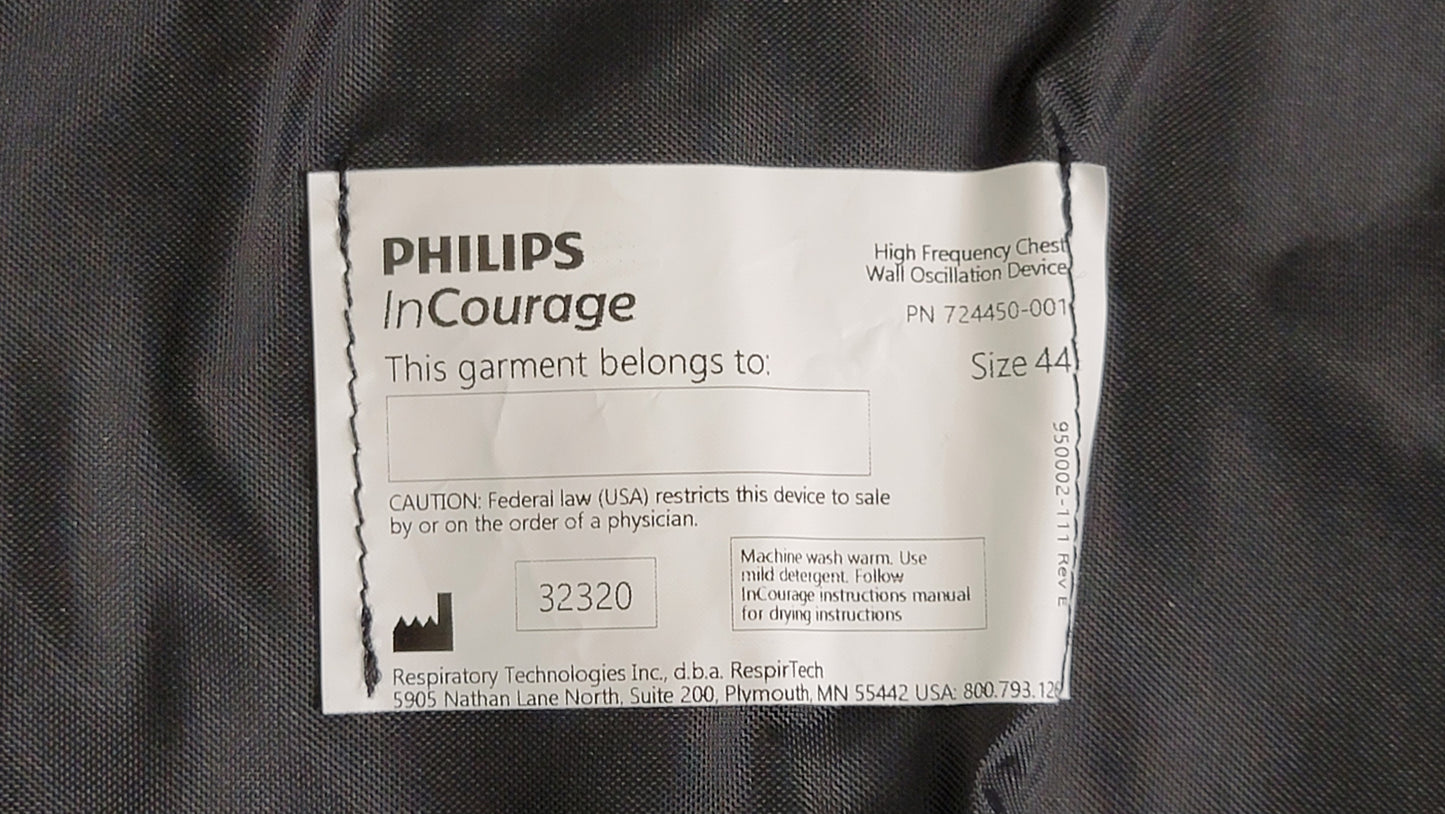 PHILIPS
InCourage
High Frequency Chest
Wall Oscillation Device
PN 724450-001
Size 44
This garment belongs to:
CAUTION: Federal law (USA) restricts this device to sale
by or on the order of a physician.
32320
Machine wash warm. Use
mild detergent. Follow
InCourage instructions manual
for drying instructions
950002-111 Rev E
Respiratory Technologies Inc., d.b.a. RespirTech
5905 Nathan Lane North, Suite 200, Plymouth, MN 55442 USA: